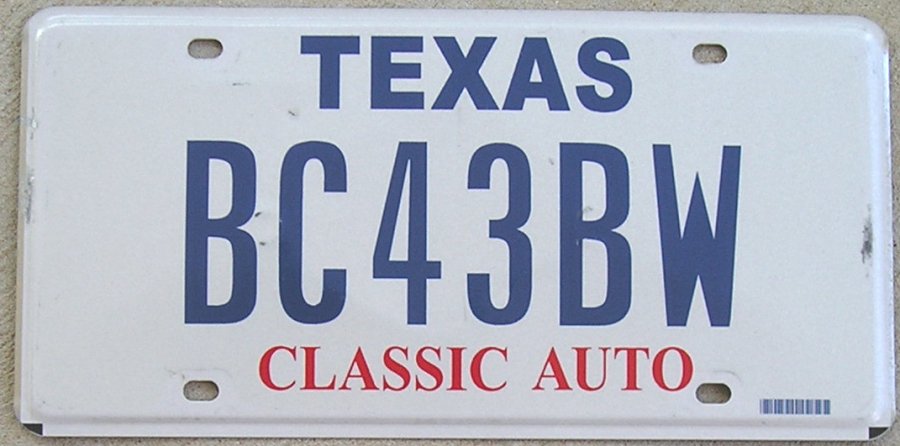 TEXAS
BC43BW
CLASSIC AUTO